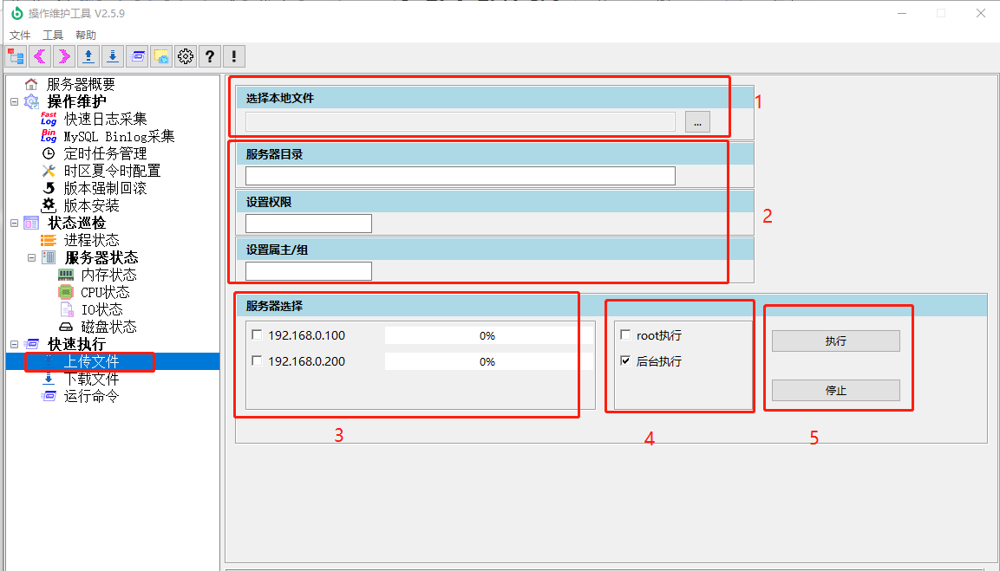 操作维护工具 V2.5.9
文件 工具 帮助
服务器概要
操作维护
Fast Log 快速日志采集
Bin Log MySQL Binlog采集
定时任务管理
时区夏令时配置
版本强制回滚
版本安装
状态巡检
进程状态
服务器状态
内存状态
CPU状态
IO状态
磁盘状态
快速执行
上传文件
下载文件
运行命令
选择本地文件
...
1
服务器目录
设置权限
2
设置属主/组
服务器选择
192.168.0.100 0%
192.168.0.200 0%
3
root执行
后台执行
4
执行
停止
5